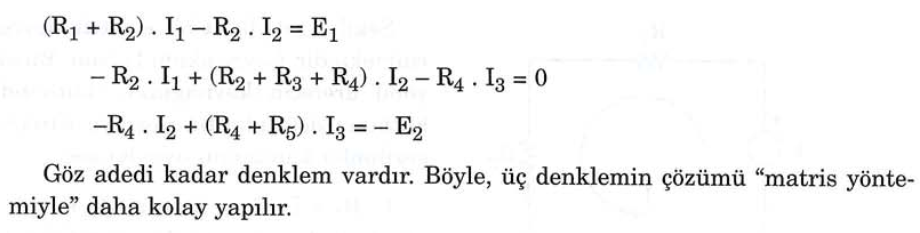 (R₁ + R₂) . I₁ – R₂ . I₂ = E₁
– R₂ . I₁ + (R₂ + R₃ + R₄) . I₂ – R₄ . I₃ = 0
–R₄ . I₂ + (R₄ + R₅) . I₃ = – E₂
Göz adedi kadar denklem vardır. Böyle, üç denklemin çözümü “matris yönte-
miyle” daha kolay yapılır.